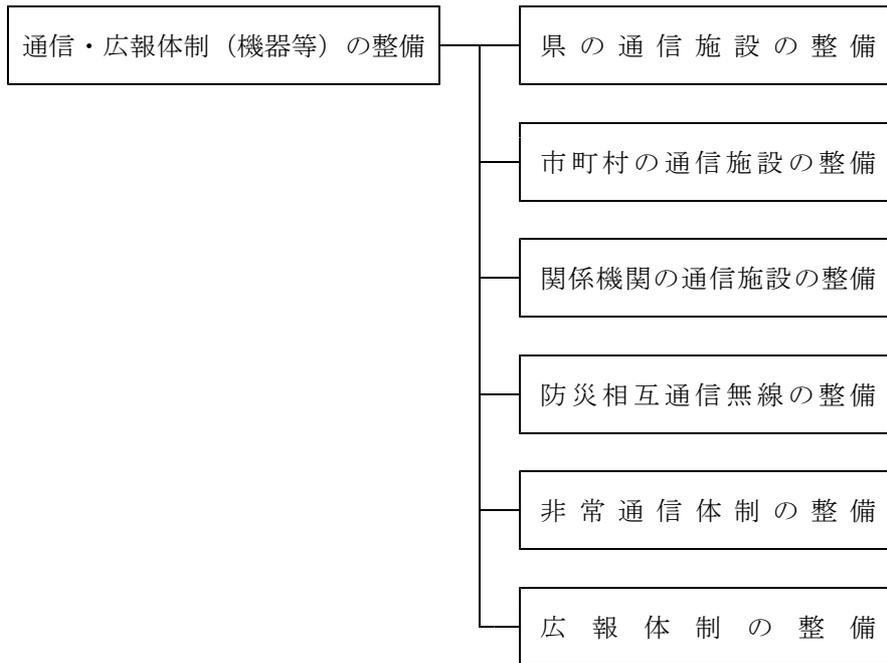 通信・広報体制（機器等）の整備
県の通信施設の整備
市町村の通信施設の整備
関係機関の通信施設の整備
防災相互通信無線の整備
非常通信体制の整備
広報体制の整備